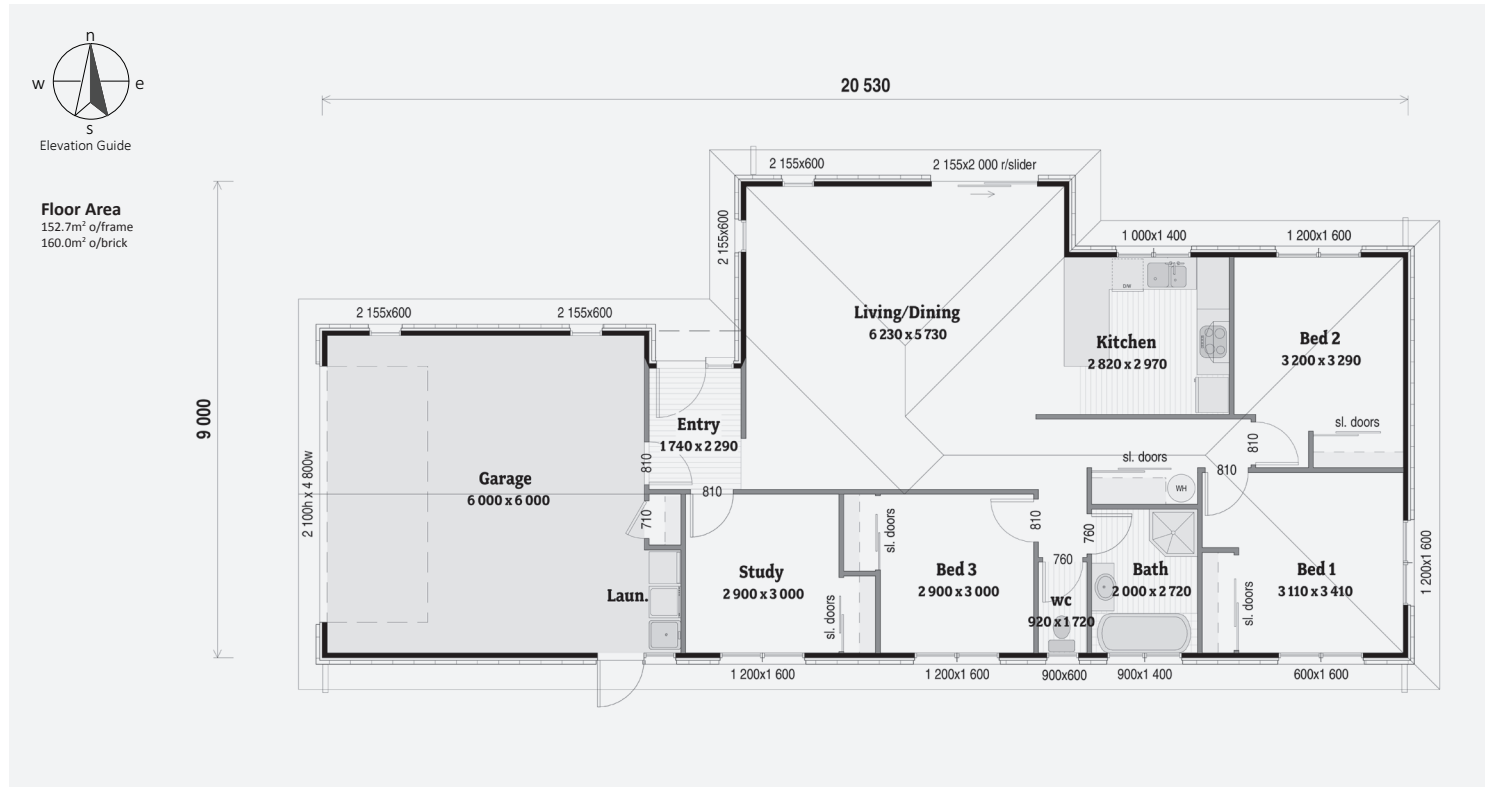 n
w e
s
Elevation Guide
Floor Area
152.7m² o/frame
160.0m² o/brick
20 530
9 000
2 155x600
2 155x2 000 r/slider
2 155x600
1 000x1 400
1 200x1 600
2 155x600
2 155x600
Living/Dining
6 230 x 5 730
Kitchen
2 820 x 2 970
D/W
Bed 2
3 200 x 3 290
sl. doors
810
Entry
1 740 x 2 290
810
810
Garage
6 000 x 6 000
2 100h x 4 800w
710
Laun.
Study
2 900 x 3 000
sl. doors
sl. doors
Bed 3
2 900 x 3 000
810
760
760
wc
920 x 1 720
sl. doors
WH
Bath
2 000 x 2 720
810
Bed 1
3 110 x 3 410
sl. doors
1 200x1 600
1 200x1 600
1 200x1 600
900x600
900x1 400
600x1 600